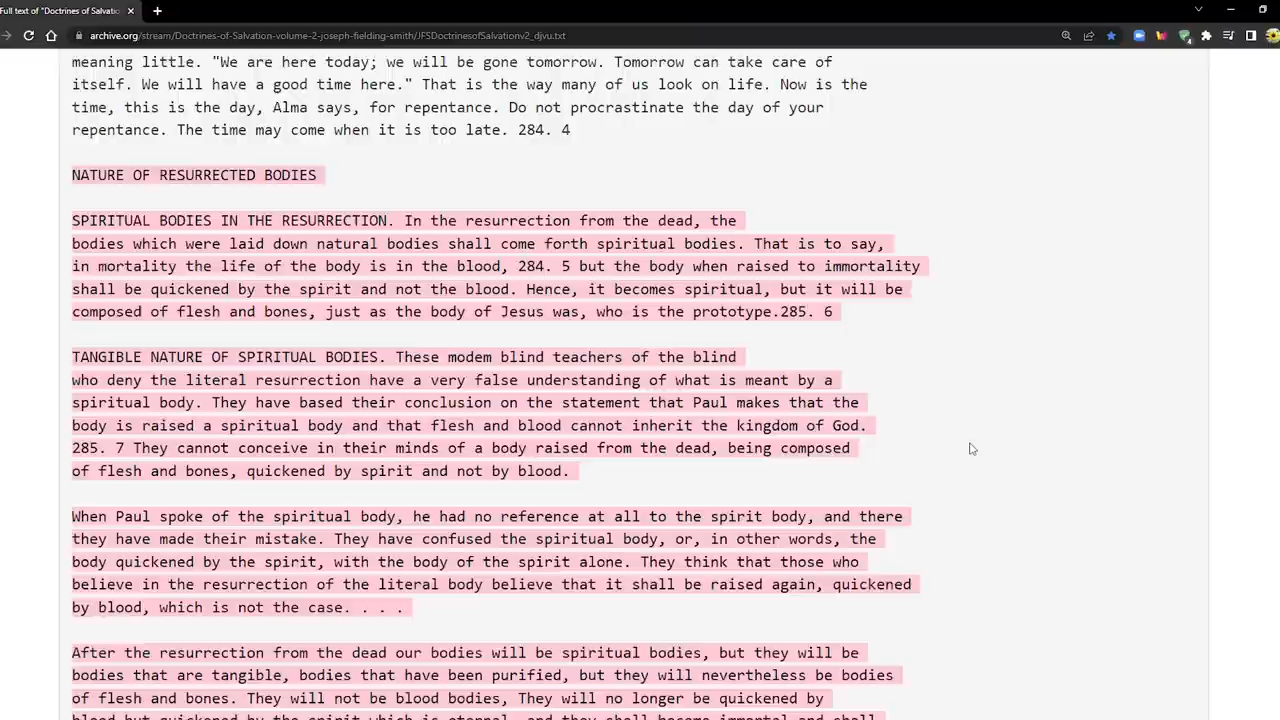 Full text of "Doctrines of Salvatio
archive.org/stream/Doctrines-of-Salvation-volume-2-joseph-fielding-smith/JFSDoctrinesofSalvationv2_djvu.txt
meaning little. "We are here today; we will be gone tomorrow. Tomorrow can take care of
itself. We will have a good time here." That is the way many of us look on life. Now is the
time, this is the day, Alma says, for repentance. Do not procrastinate the day of your
repentance. The time may come when it is too late. 284. 4
NATURE OF RESURRECTED BODIES
SPIRITUAL BODIES IN THE RESURRECTION. In the resurrection from the dead, the
bodies which were laid down natural bodies shall come forth spiritual bodies. That is to say,
in mortality the life of the body is in the blood, 284. 5 but the body when raised to immortality
shall be quickened by the spirit and not the blood. Hence, it becomes spiritual, but it will be
composed of flesh and bones, just as the body of Jesus was, who is the prototype.285. 6
TANGIBLE NATURE OF SPIRITUAL BODIES. These modem blind teachers of the blind
who deny the literal resurrection have a very false understanding of what is meant by a
spiritual body. They have based their conclusion on the statement that Paul makes that the
body is raised a spiritual body and that flesh and blood cannot inherit the kingdom of God.
285. 7 They cannot conceive in their minds of a body raised from the dead, being composed
of flesh and bones, quickened by spirit and not by blood.
When Paul spoke of the spiritual body, he had no reference at all to the spirit body, and there
they have made their mistake. They have confused the spiritual body, or, in other words, the
body quickened by the spirit, with the body of the spirit alone. They think that those who
believe in the resurrection of the literal body believe that it shall be raised again, quickened
by blood, which is not the case. . . .
After the resurrection from the dead our bodies will be spiritual bodies, but they will be
bodies that are tangible, bodies that have been purified, but they will nevertheless be bodies
of flesh and bones. They will not be blood bodies, They will no longer be quickened by
blood but quickened by the spirit which is eternal, and they shall become immortal and shall